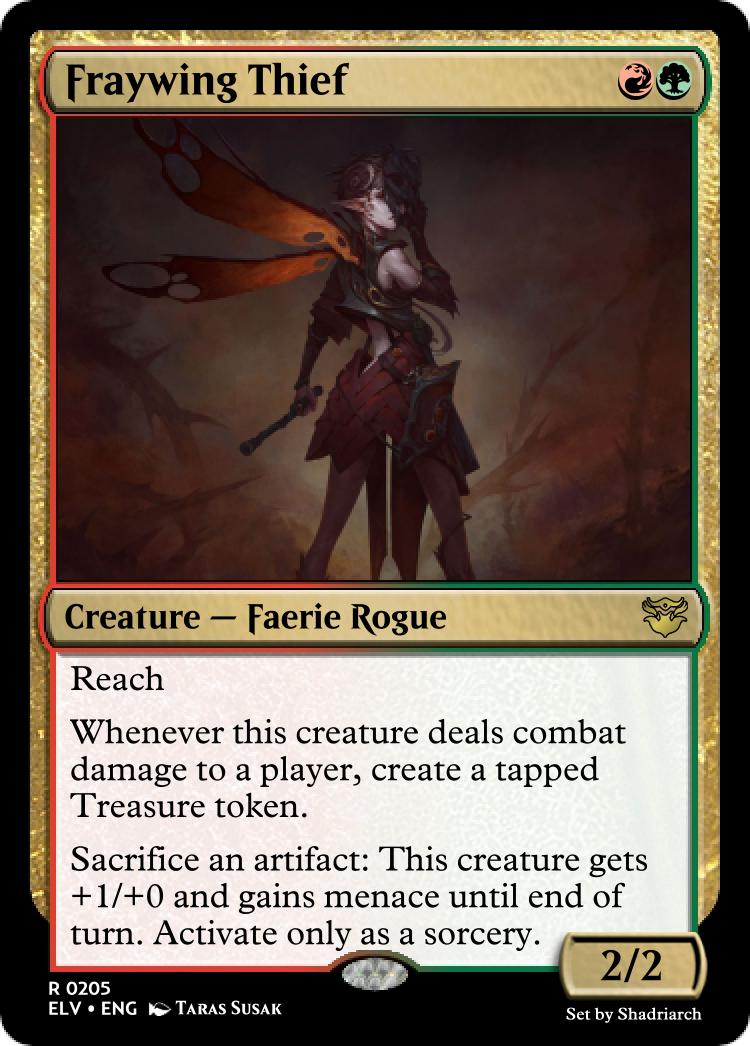 Fraywing Thief
Creature — Faerie Rogue
Reach
Whenever this creature deals combat
damage to a player, create a tapped
Treasure token.
Sacrifice an artifact: This creature gets
+1/+0 and gains menace until end of
turn. Activate only as a sorcery.
2/2
R 0205
ELV • ENG Taras Susak
Set by Shadriarch